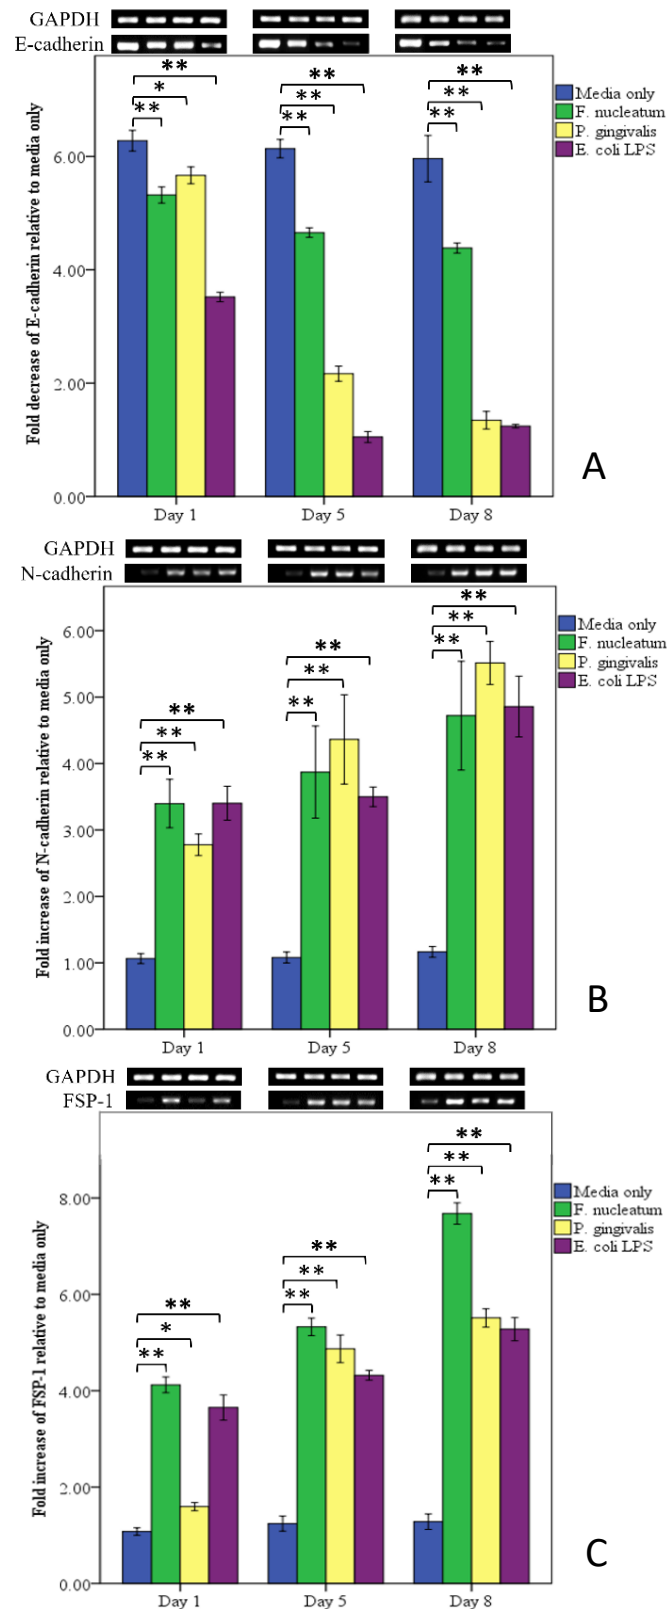 GAPDH
E-cadherin
** 
* 
**
**
**
**
**
**
**
Media only
F. nucleatum
P. gingivalis
E. coli LPS
Fold decrease of E-cadherin relative to media only
6.00
4.00
2.00
0.00
Day 1 Day 5 Day 8
A
GAPDH
N-cadherin
**
**
**
**
**
**
**
**
**
Media only
F. nucleatum
P. gingivalis
E. coli LPS
Fold increase of N-cadherin relative to media only
6.00
5.00
4.00
3.00
2.00
1.00
0.00
Day 1 Day 5 Day 8
B
GAPDH
FSP-1
**
**
**
**
**
**
**
*
**
Media only
F. nucleatum
P. gingivalis
E. coli LPS
Fold increase of FSP-1 relative to media only
8.00
6.00
4.00
2.00
0.00
Day 1 Day 5 Day 8
C